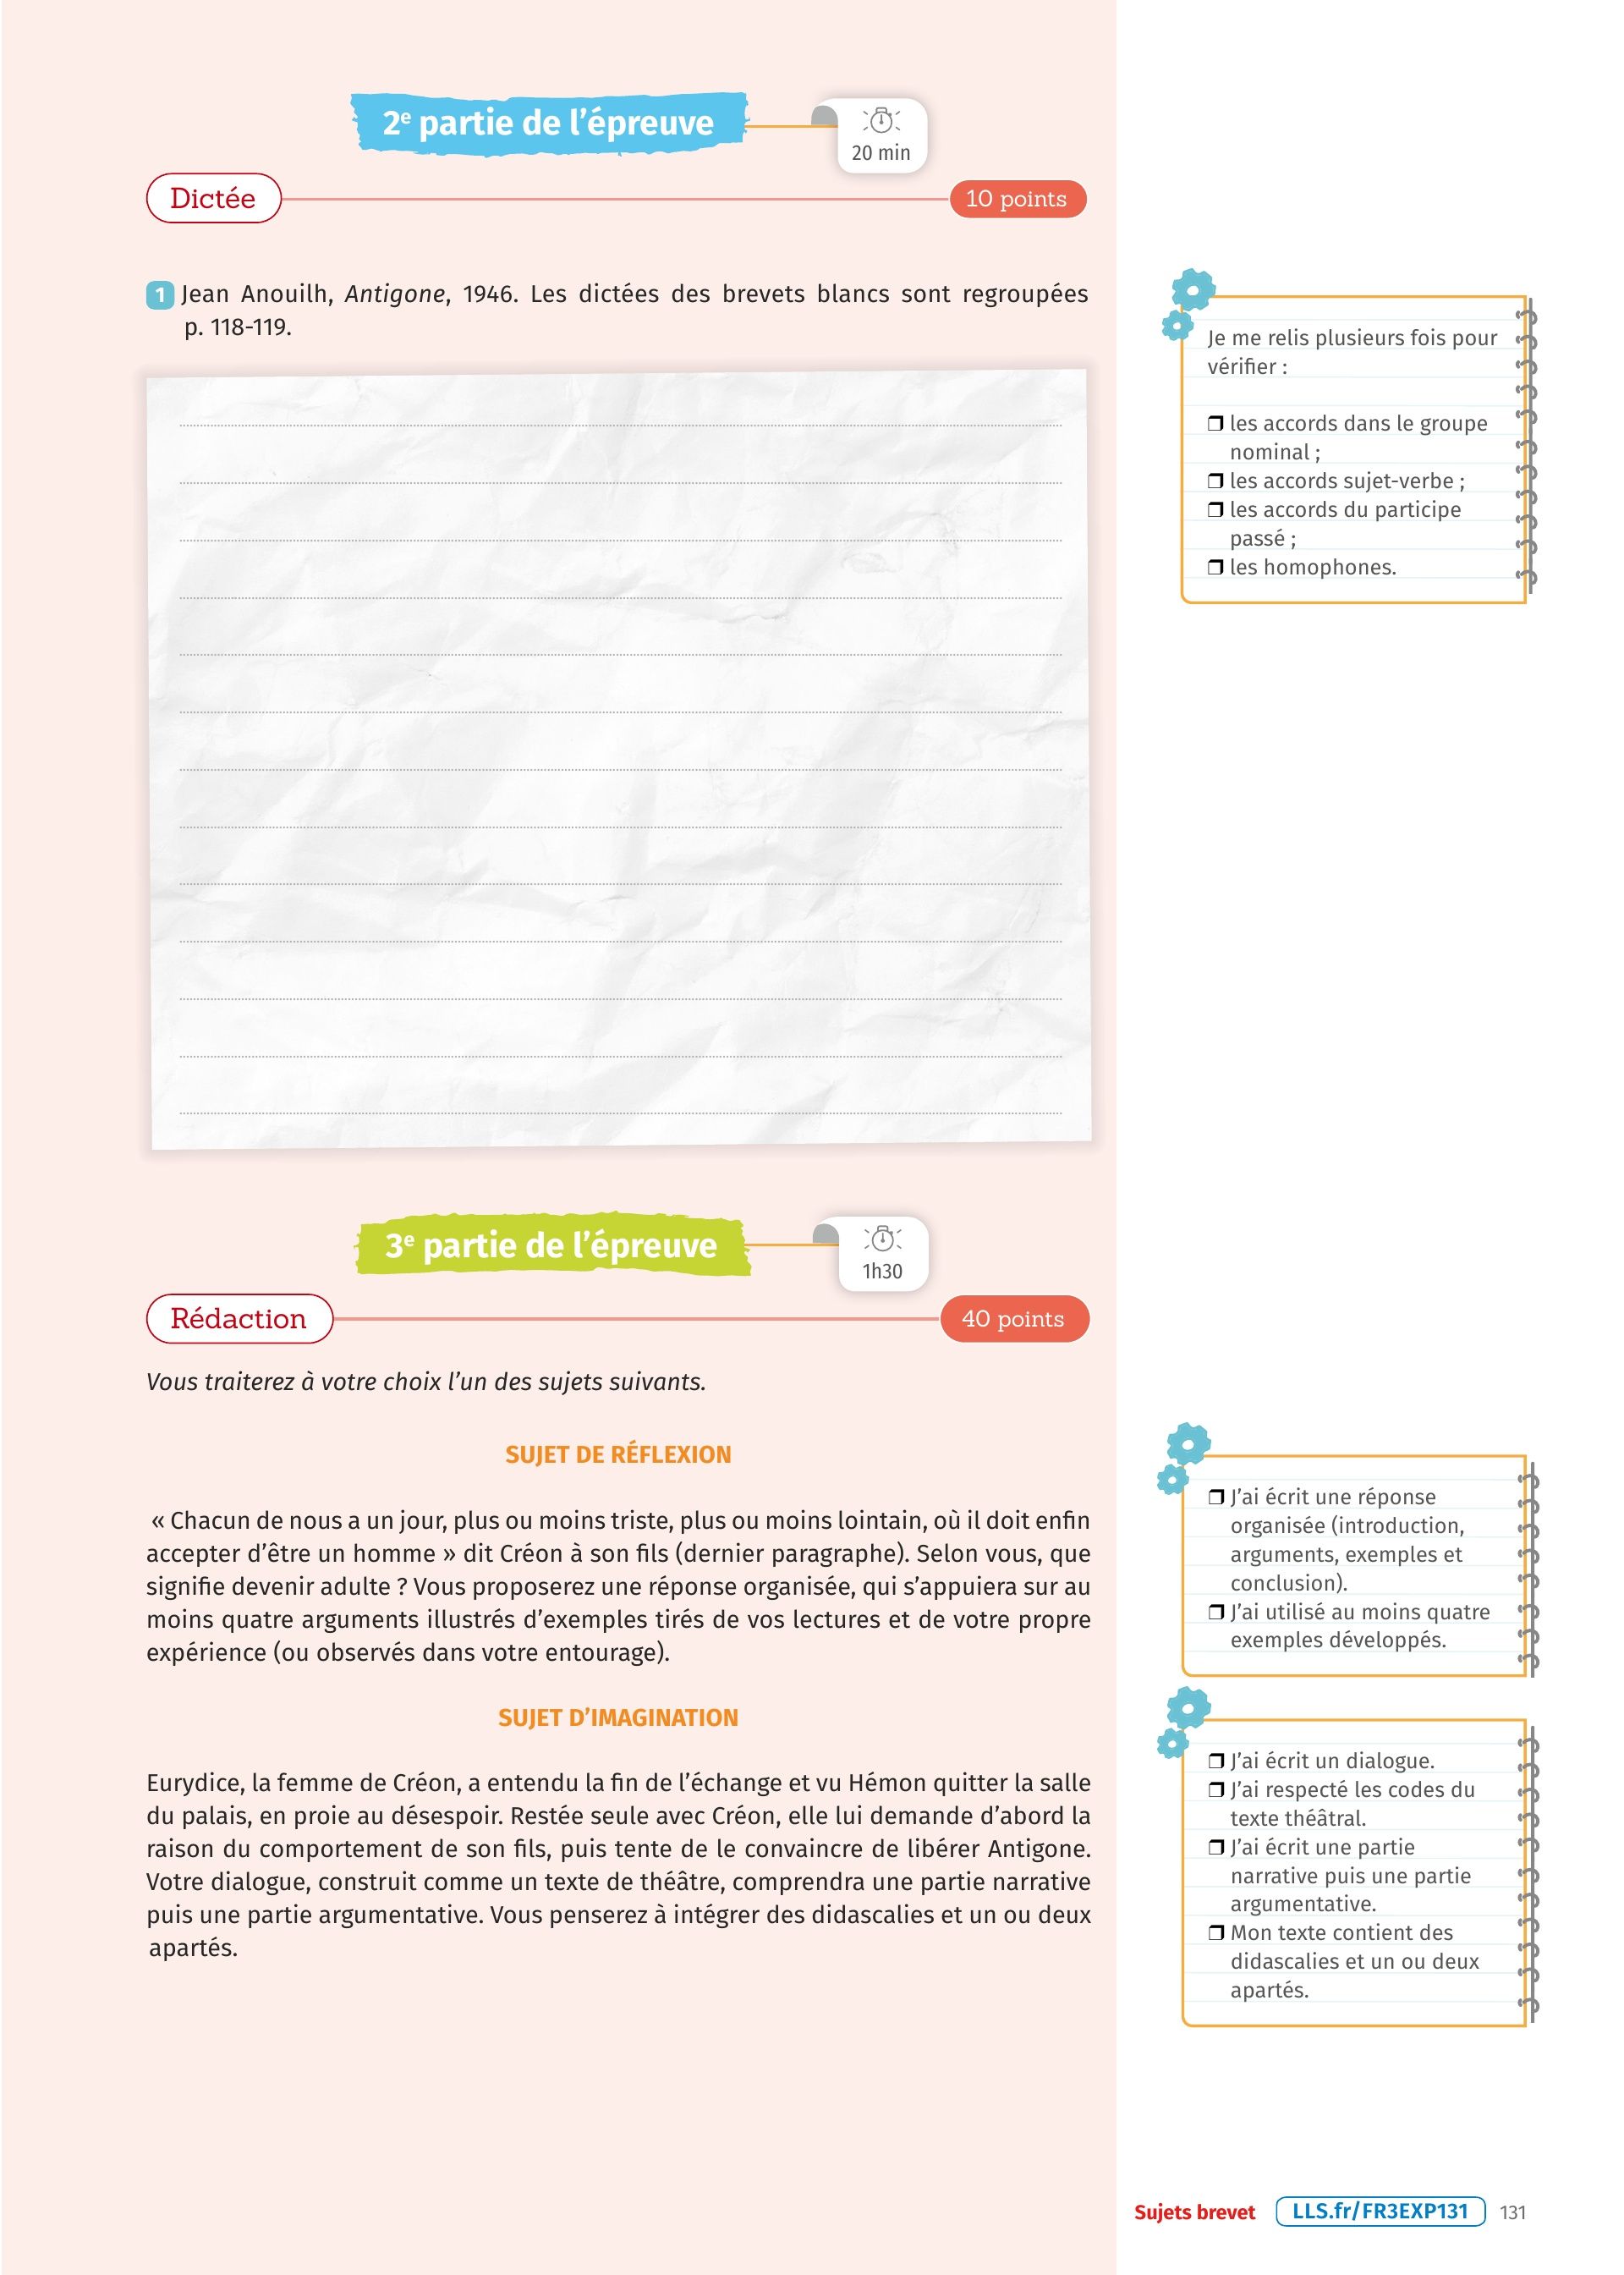 2e partie de l'épreuve
20 min
Dictée
10 points
1 Jean Anouilh, Antigone, 1946. Les dictées des brevets blancs sont regroupées
p. 118-119.
Je me relis plusieurs fois pour
vérifier :
❒ les accords dans le groupe
nominal ;
❒ les accords sujet-verbe ;
❒ les accords du participe
passé ;
❒ les homophones.
3e partie de l'épreuve
1h30
Rédaction
40 points
Vous traiterez à votre choix l'un des sujets suivants.
SUJET DE RÉFLEXION
« Chacun de nous a un jour, plus ou moins triste, plus ou moins lointain, où il doit enfin
accepter d'être un homme » dit Créon à son fils (dernier paragraphe). Selon vous, que
signifie devenir adulte ? Vous proposerez une réponse organisée, qui s'appuiera sur au
moins quatre arguments illustrés d'exemples tirés de vos lectures et de votre propre
expérience (ou observés dans votre entourage).
❒ J'ai écrit une réponse
organisée (introduction,
arguments, exemples et
conclusion).
❒ J'ai utilisé au moins quatre
exemples développés.
SUJET D'IMAGINATION
Eurydice, la femme de Créon, a entendu la fin de l'échange et vu Hémon quitter la salle
du palais, en proie au désespoir. Restée seule avec Créon, elle lui demande d'abord la
raison du comportement de son fils, puis tente de le convaincre de libérer Antigone.
Votre dialogue, construit comme un texte de théâtre, comprendra une partie narrative
puis une partie argumentative. Vous penserez à intégrer des didascalies et un ou deux
apartés.
❒ J'ai écrit un dialogue.
❒ J'ai respecté les codes du
texte théâtral.
❒ J'ai écrit une partie
narrative puis une partie
argumentative.
❒ Mon texte contient des
didascalies et un ou deux
apartés.
Sujets brevet LLS.fr/FR3EXP131 131